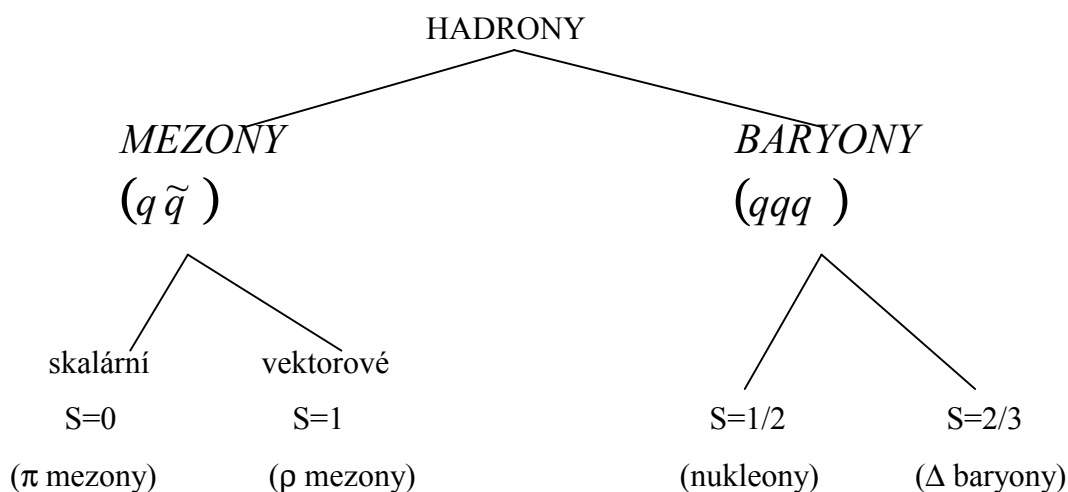 HADRONY
MEZONY BARYONY
(q q̃ ) (qqq )
skalární vektorové
S=0 S=1 S=1/2 S=2/3
(π mezony) (ρ mezony) (nukleony) (Δ baryony)